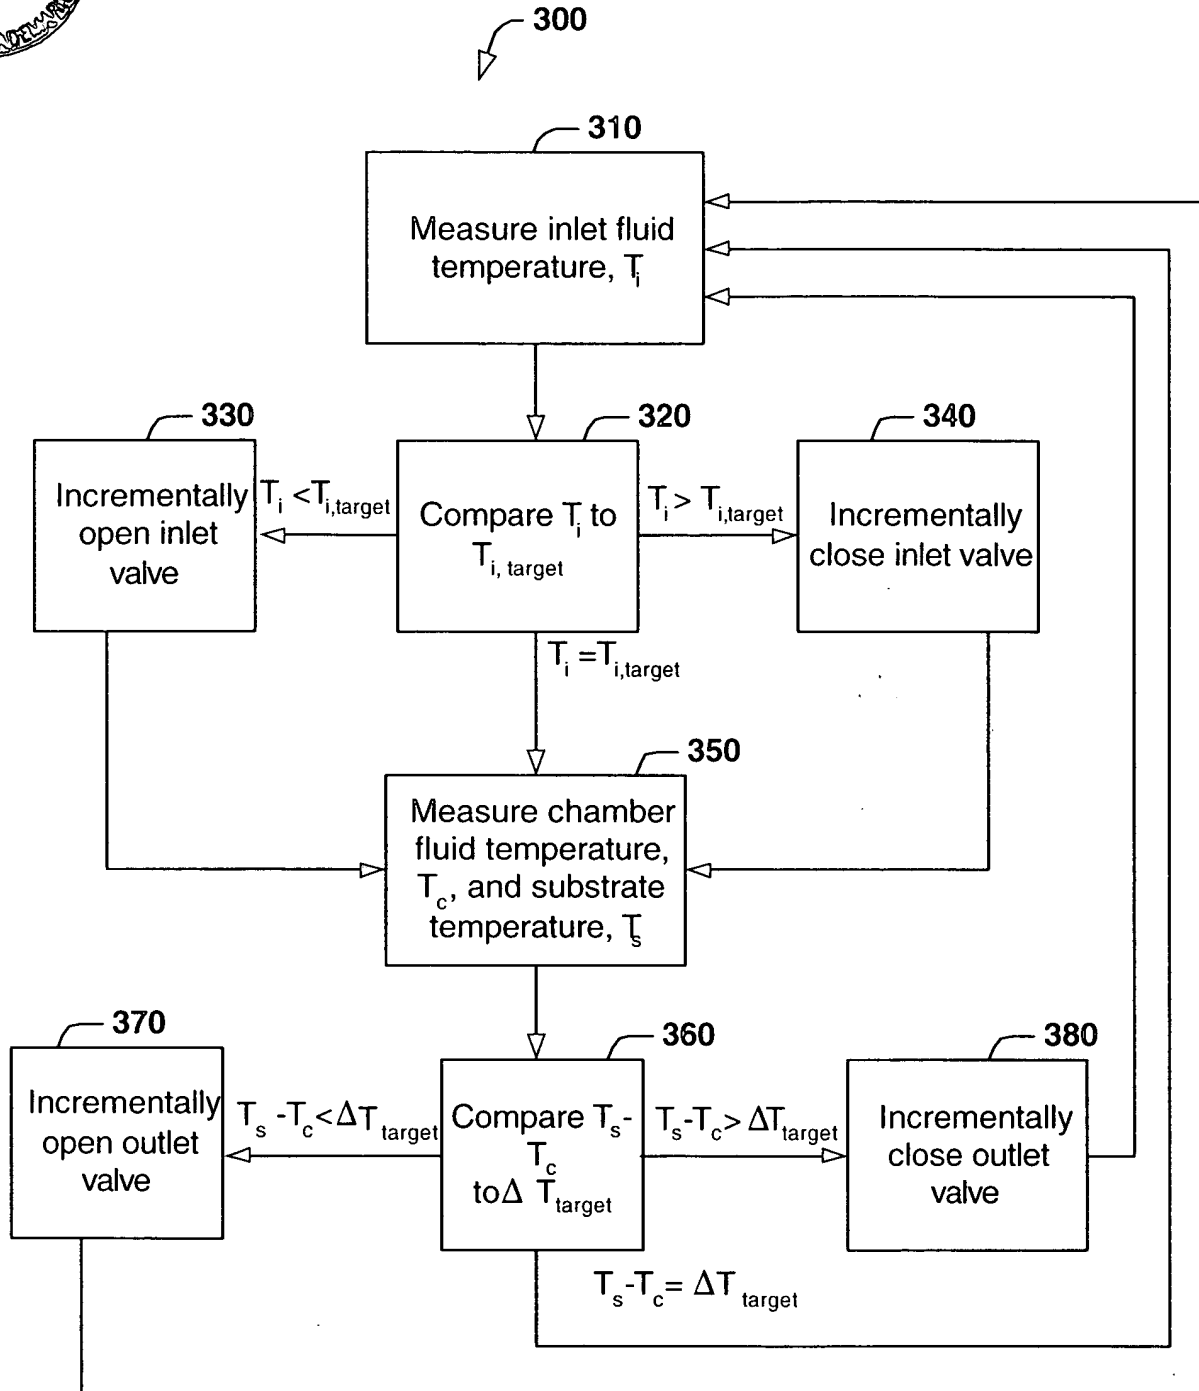 300
310
Measure inlet fluid
temperature, Ti
330
320
340
Incrementally
open inlet
valve
Ti <Ti,target
Compare Ti to
Ti, target
Ti> Ti,target
Incrementally
close inlet valve
Ti =Ti,target
350
Measure chamber
fluid temperature,
Tc, and substrate
temperature, Ts
370
360
380
Incrementally
open outlet
valve
Ts -Tc<ΔTtarget
Compare Ts-
Tc
toΔ Ttarget
Ts-Tc> ΔTtarget
Incrementally
close outlet
valve
Ts-Tc= ΔT target